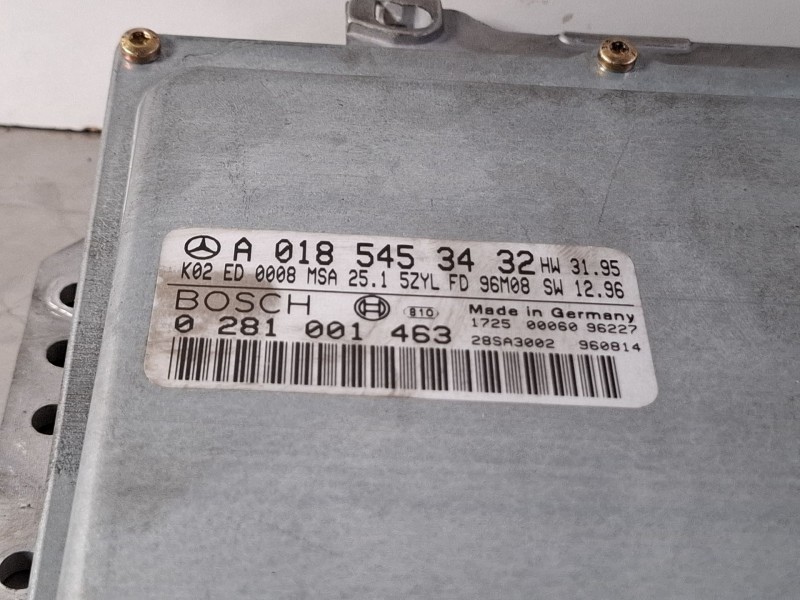 A 018 545 34 32 HW 31.95
K02 ED 0008 MSA 25.1 5ZYL FD 96M08 SW 12.96
BOSCH 810 Made in Germany
0 281 001 463 1725 00060 96227
28SA3002 960814